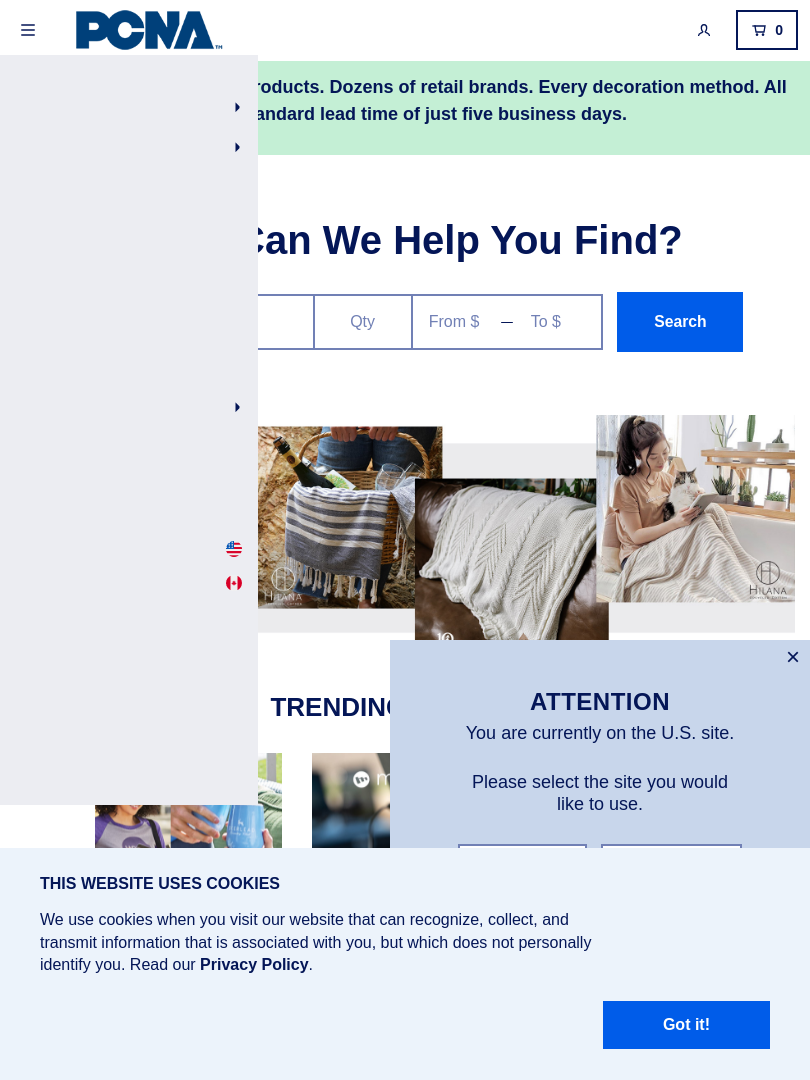 PCNA™
0
roducts. Dozens of retail brands. Every decoration method. All
andard lead time of just five business days.
Can We Help You Find?
Qty
From $ — To $
Search
HILANA
HILANA
TRENDING
ATTENTION
You are currently on the U.S. site.
Please select the site you would
like to use.
THIS WEBSITE USES COOKIES
We use cookies when you visit our website that can recognize, collect, and
transmit information that is associated with you, but which does not personally
identify you. Read our Privacy Policy.
Got it!